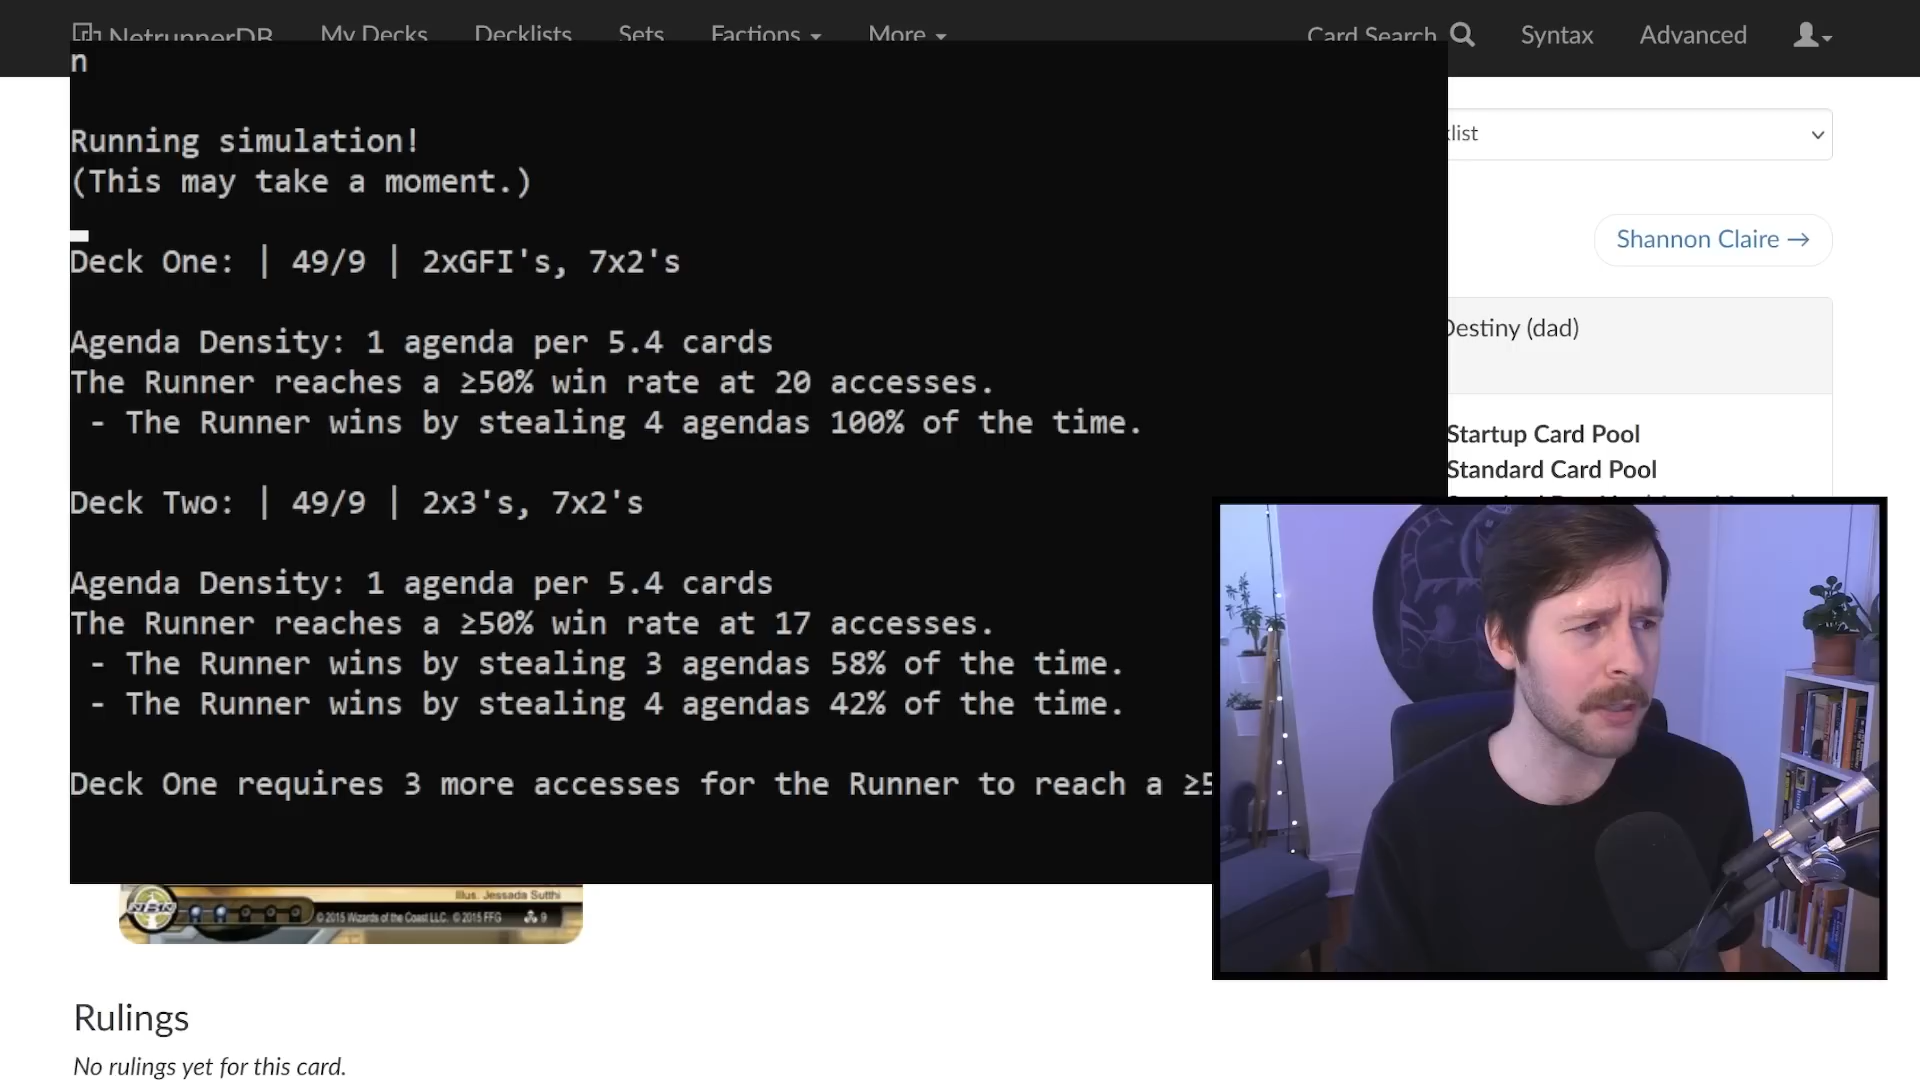 NetrunnerDB My Decks Decklists Sets Factions More Card Search Syntax Advanced
n
list
Running simulation!
(This may take a moment.)
Shannon Claire →
Deck One: | 49/9 | 2xGFI's, 7x2's
Destiny (dad)
Agenda Density: 1 agenda per 5.4 cards
The Runner reaches a ≥50% win rate at 20 accesses.
- The Runner wins by stealing 4 agendas 100% of the time.
Startup Card Pool
Standard Card Pool
Deck Two: | 49/9 | 2x3's, 7x2's
Agenda Density: 1 agenda per 5.4 cards
The Runner reaches a ≥50% win rate at 17 accesses.
- The Runner wins by stealing 3 agendas 58% of the time.
- The Runner wins by stealing 4 agendas 42% of the time.
Deck One requires 3 more accesses for the Runner to reach a ≥5
Illus. Jessada Sutthi
NBN
© 2015 Wizards of the Coast LLC. © 2015 FFG 9
Rulings
No rulings yet for this card.